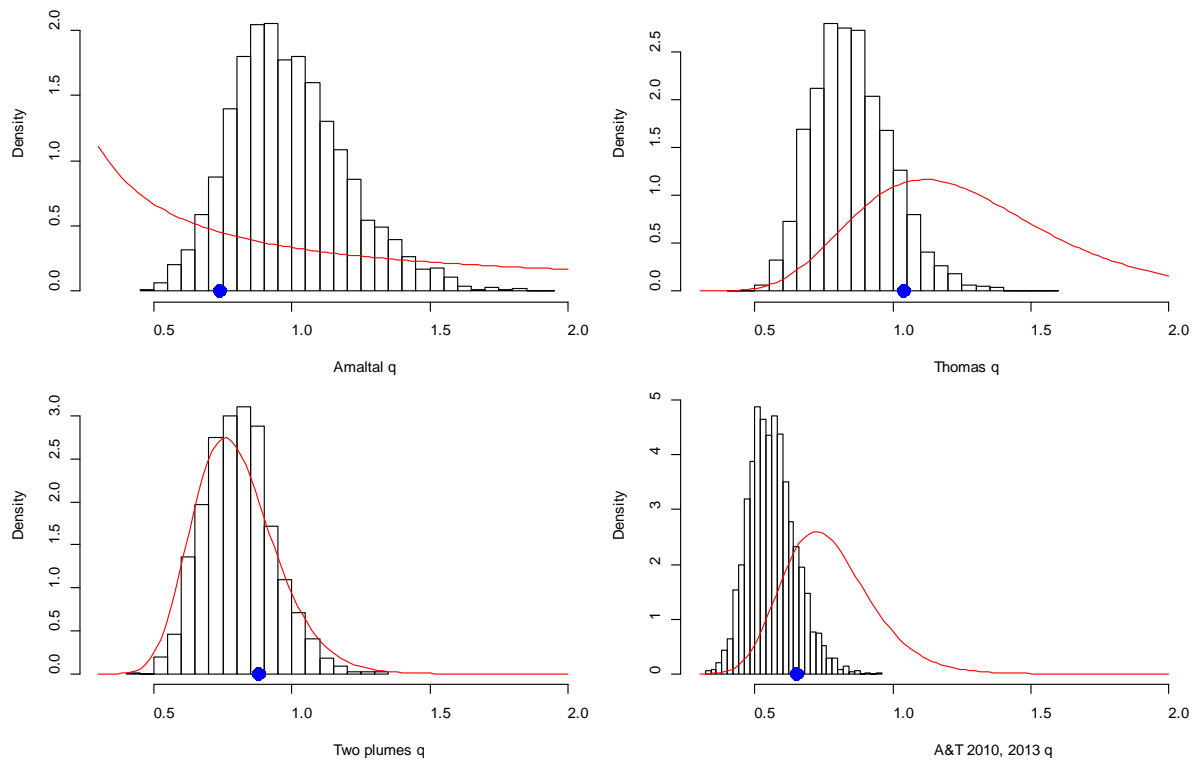 Density
0.0 0.5 1.0 1.5 2.0
0.5 1.0 1.5 2.0
Amaltal q
Density
0.0 0.5 1.0 1.5 2.0 2.5
0.5 1.0 1.5 2.0
Thomas q
Density
0.0 0.5 1.0 1.5 2.0 2.5 3.0
0.5 1.0 1.5 2.0
Two plumes q
Density
0 1 2 3 4 5
0.5 1.0 1.5 2.0
A&T 2010, 2013 q